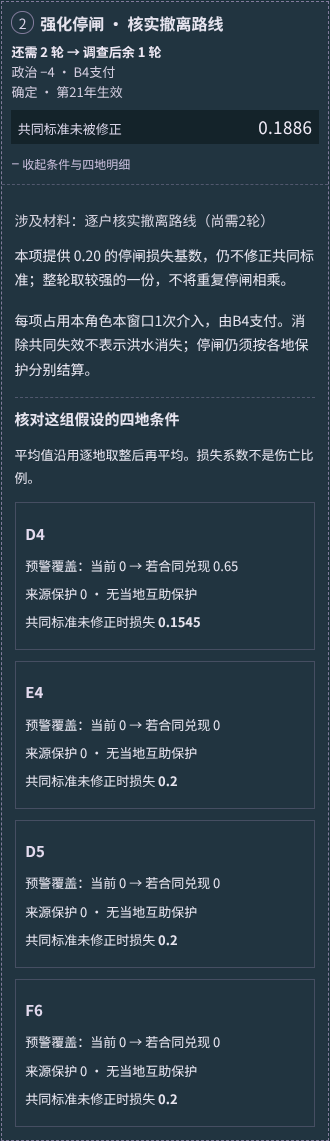 ② 强化停闸 · 核实撤离路线
还需 2 轮 → 调查后余 1 轮
政治 −4 · B4支付
确定 · 第21年生效
共同标准未被修正 0.1886
− 收起条件与四地明细
涉及材料：逐户核实撤离路线（尚需2轮）
本项提供 0.20 的停闸损失基数，仍不修正共同标
准；整轮取较强的一份，不将重复停闸相乘。
每项占用本角色本窗口1次介入，由B4支付。消
除共同失效不表示洪水消失；停闸仍须按各地保
护分别结算。
核对这组假设的四地条件
平均值沿用逐地取整后再平均。损失系数不是伤亡比
例。
D4
预警覆盖：当前 0 → 若合同兑现 0.65
来源保护 0 · 无当地互助保护
共同标准未修正时损失 0.1545
E4
预警覆盖：当前 0 → 若合同兑现 0
来源保护 0 · 无当地互助保护
共同标准未修正时损失 0.2
D5
预警覆盖：当前 0 → 若合同兑现 0
来源保护 0 · 无当地互助保护
共同标准未修正时损失 0.2
F6
预警覆盖：当前 0 → 若合同兑现 0
来源保护 0 · 无当地互助保护
共同标准未修正时损失 0.2